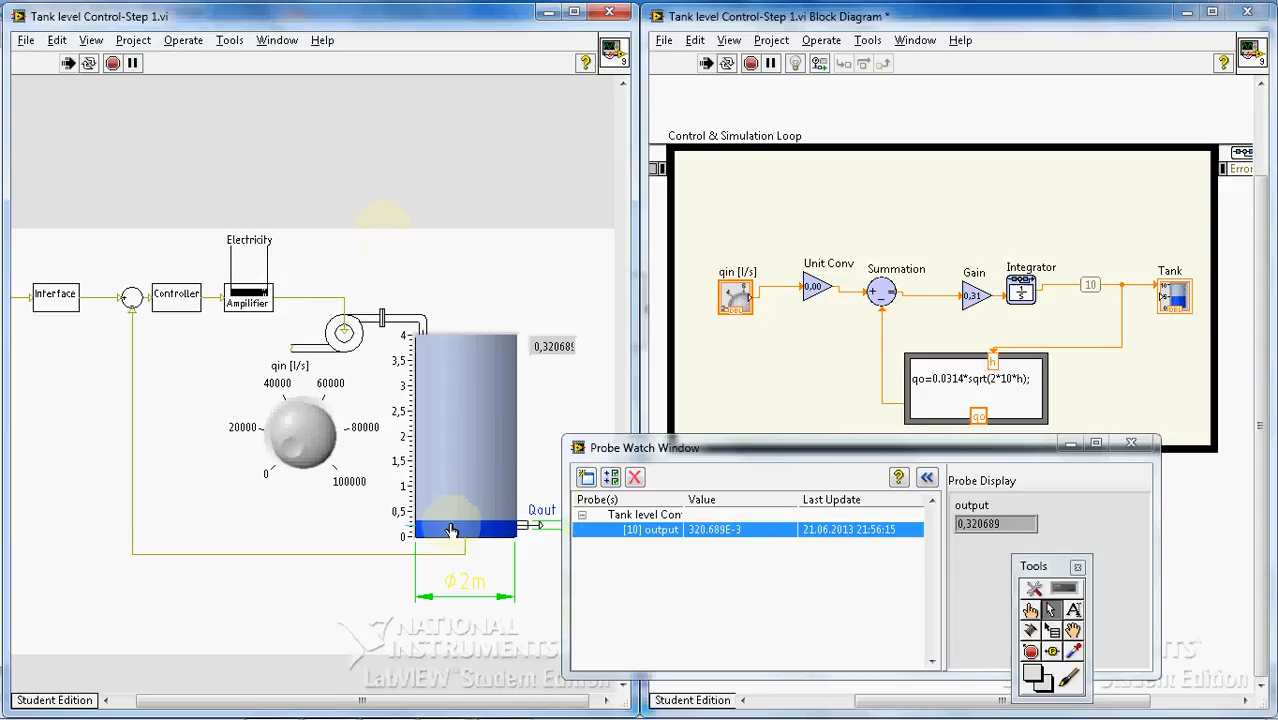 Tank level Control-Step 1.vi
File Edit View Project Operate Tools Window Help
?
9
Electricity
Interface
Controller
Ampilifier
qin [l/s]
40000
60000
20000
80000
0
100000
4
3,5
3
2,5
2
1,5
1
0,5
0
0,320689
Qout
ϕ2m
NATIONAL
INSTRUMENTS
LabVIEW Student Edition
Student Edition
Tank level Control-Step 1.vi Block Diagram *
File Edit View Project Operate Tools Window Help
?
9
Control & Simulation Loop
Error
qin [l/s]
Unit Conv
0,00
Summation
Gain
0,31
Integrator
10
Tank
h
qo=0.0314*sqrt(2*10*h);
qo
Probe Watch Window
?
Probe(s) Value Last Update
Tank level Con
[10] output 320.689E-3 21.06.2013 21:56:15
Probe Display
output
0,320689
Tools
Student Edition